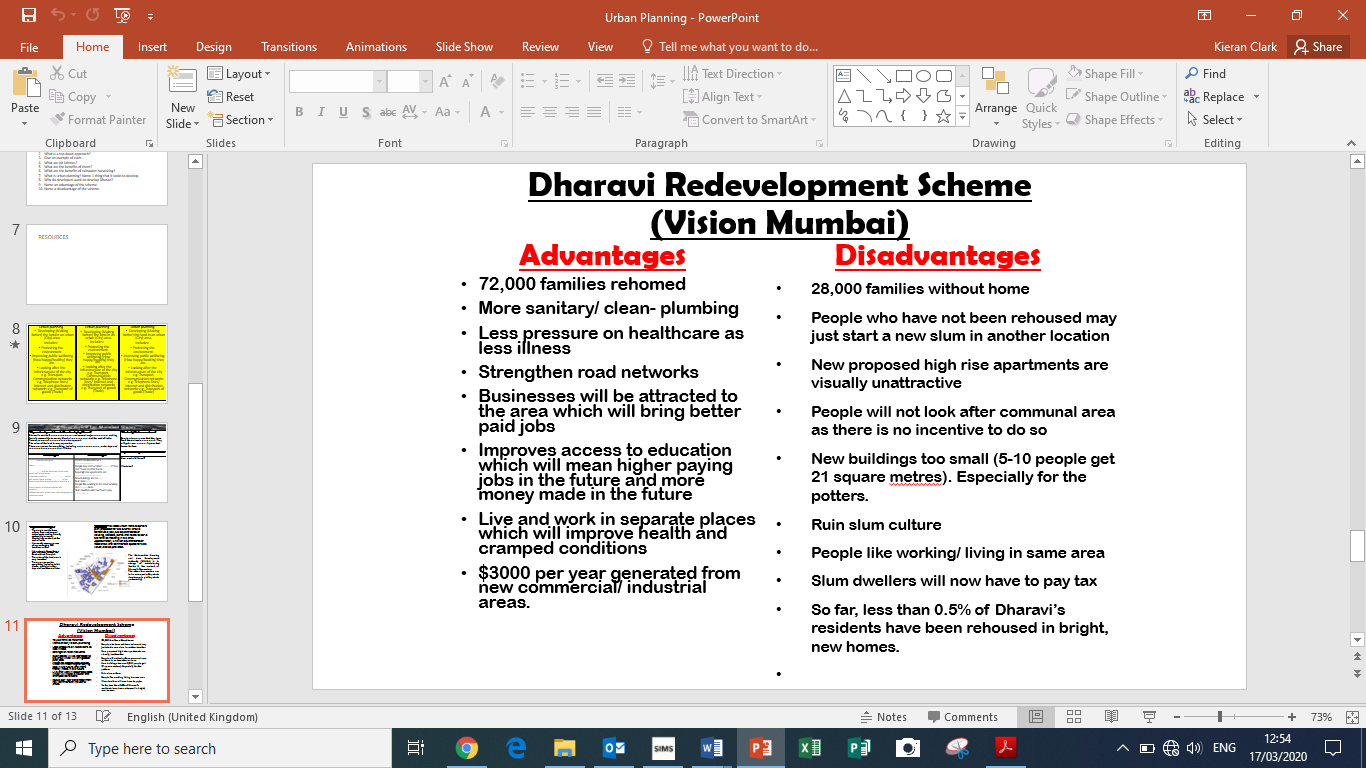 Urban Planning - PowerPoint
File
Home
Insert
Design
Transitions
Animations
Slide Show
Review
View
Tell me what you want to do...
Kieran Clark
Share
Paste
Cut
Copy
Format Painter
Clipboard
New
Slide
Layout
Reset
Section
Slides
Font
Text Direction
Align Text
Convert to SmartArt
Paragraph
Arrange
Quick
Styles
Shape Fill
Shape Outline
Shape Effects
Drawing
Find
Replace
Select
Editing
7
RESOURCES
8
9
10
11
Dharavi Redevelopment Scheme
(Vision Mumbai)
Advantages
• 72,000 families rehomed
• More sanitary/ clean- plumbing
• Less pressure on healthcare as
less illness
• Strengthen road networks
• Businesses will be attracted to
the area which will bring better
paid jobs
• Improves access to education
which will mean higher paying
jobs in the future and more
money made in the future
• Live and work in separate places
which will improve health and
cramped conditions
• $3000 per year generated from
new commercial/ industrial
areas.
Disadvantages
• 28,000 families without home
• People who have not been rehoused may
just start a new slum in another location
• New proposed high rise apartments are
visually unattractive
• People will not look after communal area
as there is no incentive to do so
• New buildings too small (5-10 people get
21 square metres). Especially for the
potters.
• Ruin slum culture
• People like working/ living in same area
• Slum dwellers will now have to pay tax
• So far, less than 0.5% of Dharavi's
residents have been rehoused in bright,
new homes.
•
Slide 11 of 13
English (United Kingdom)
Notes
Comments
73%
Type here to search
SIMS
ENG
12:54
17/03/2020